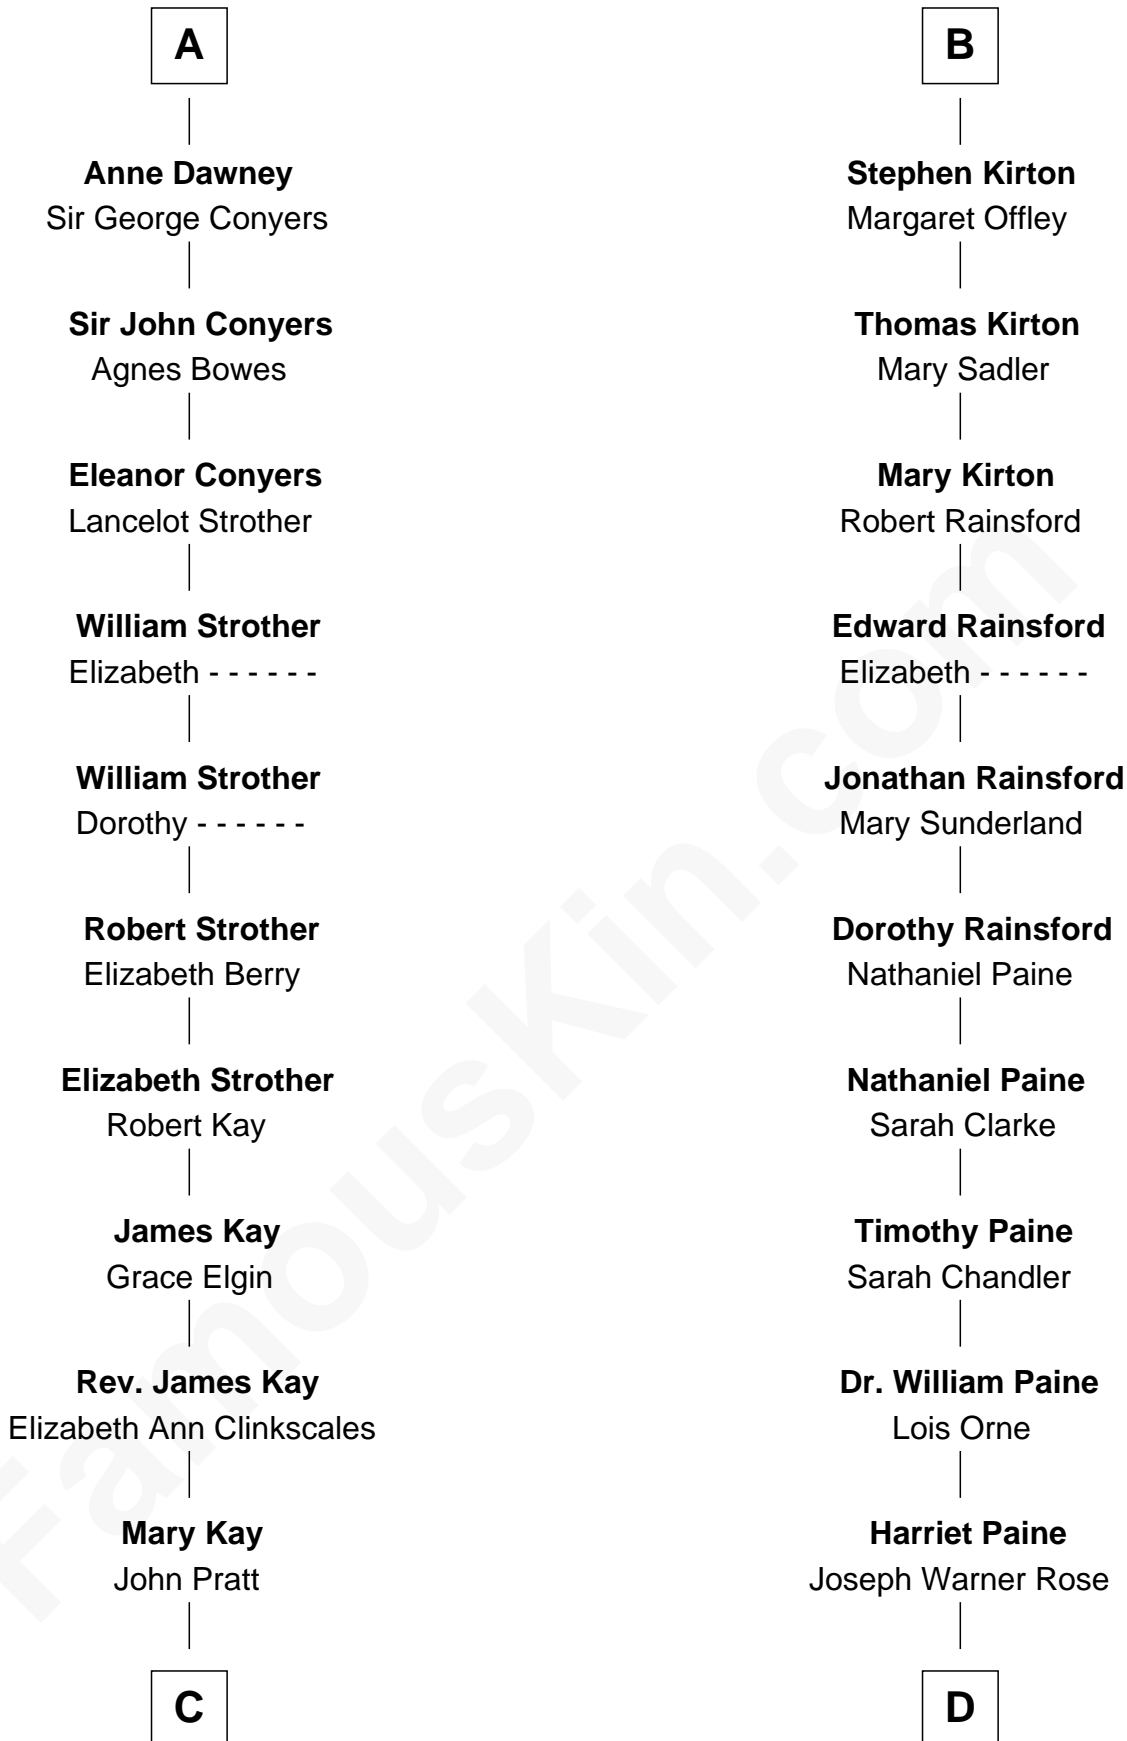 A
Anne Dawney
Sir George Conyers
Sir John Conyers
Agnes Bowes
Eleanor Conyers
Lancelot Strother
William Strother
Elizabeth - - - - - -
William Strother
Dorothy - - - - - -
Robert Strother
Elizabeth Berry
Elizabeth Strother
Robert Kay
James Kay
Grace Elgin
Rev. James Kay
Elizabeth Ann Clinkscales
Mary Kay
John Pratt
C
B
Stephen Kirton
Margaret Offley
Thomas Kirton
Mary Sadler
Mary Kirton
Robert Rainsford
Edward Rainsford
Elizabeth - - - - - -
Jonathan Rainsford
Mary Sunderland
Dorothy Rainsford
Nathaniel Paine
Nathaniel Paine
Sarah Clarke
Timothy Paine
Sarah Chandler
Dr. William Paine
Lois Orne
Harriet Paine
Joseph Warner Rose
D
FamousKin.com